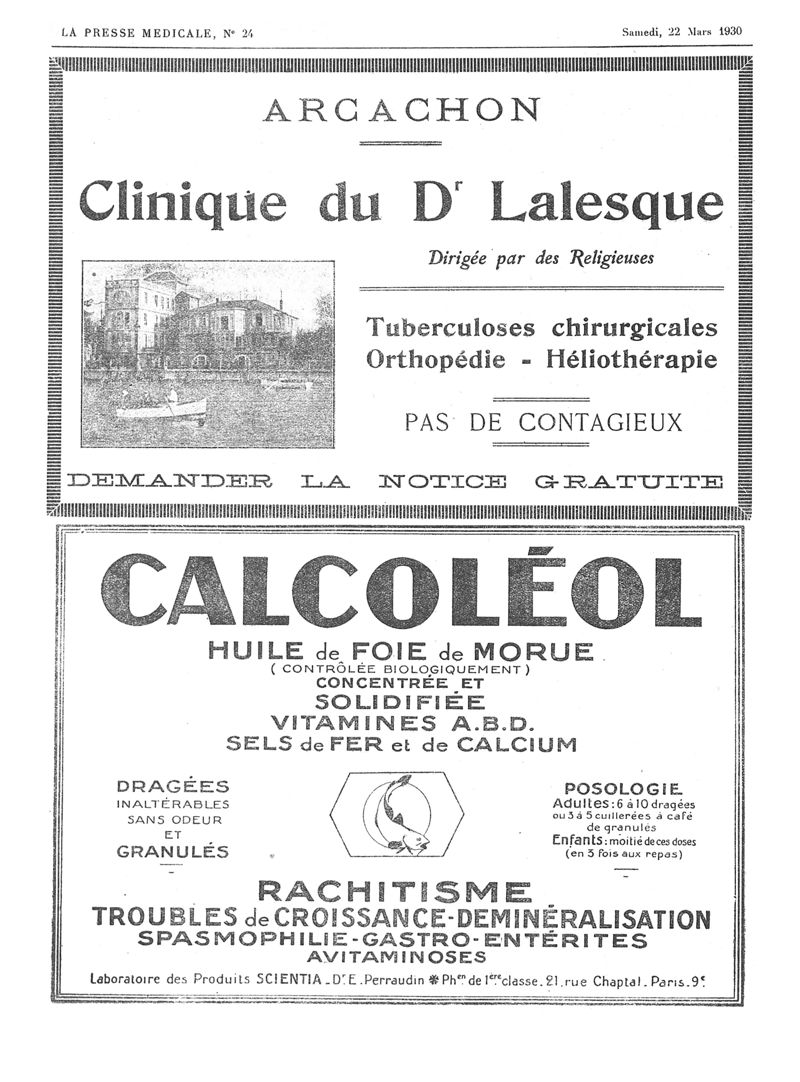 LA PRESSE MEDICALE, Nº 24
Samedi, 22 Mars 1930
ARCACHON
Clinique du Dr Lalesque
Dirigée par des Religieuses
Tuberculoses chirurgicales
Orthopédie - Héliothérapie
PAS DE CONTAGIEUX
DEMANDER LA NOTICE GRATUITE
CALCOLÉOL
HUILE de FOIE de MORUE
( CONTRÔLÉE BIOLOGIQUEMENT )
CONCENTRÉE ET
SOLIDIFIÉE
VITAMINES A.B.D.
SELS de FER et de CALCIUM
DRAGÉES
INALTÉRABLES
SANS ODEUR
ET
GRANULÉS
POSOLOGIE
Adultes : 6 à 10 dragées
ou 3 à 5 cuillerées à café
de granulés
Enfants : moitié de ces doses
(en 3 fois aux repas)
RACHITISME
TROUBLES de CROISSANCE-DEMINÉRALISATION
SPASMOPHILIE-GASTRO-ENTÉRITES
AVITAMINOSES
Laboratoire des Produits SCIENTIA _ Dr. E. Perraudin * Phen de 1ère classe. 21, rue Chaptal _ Paris. 9e.